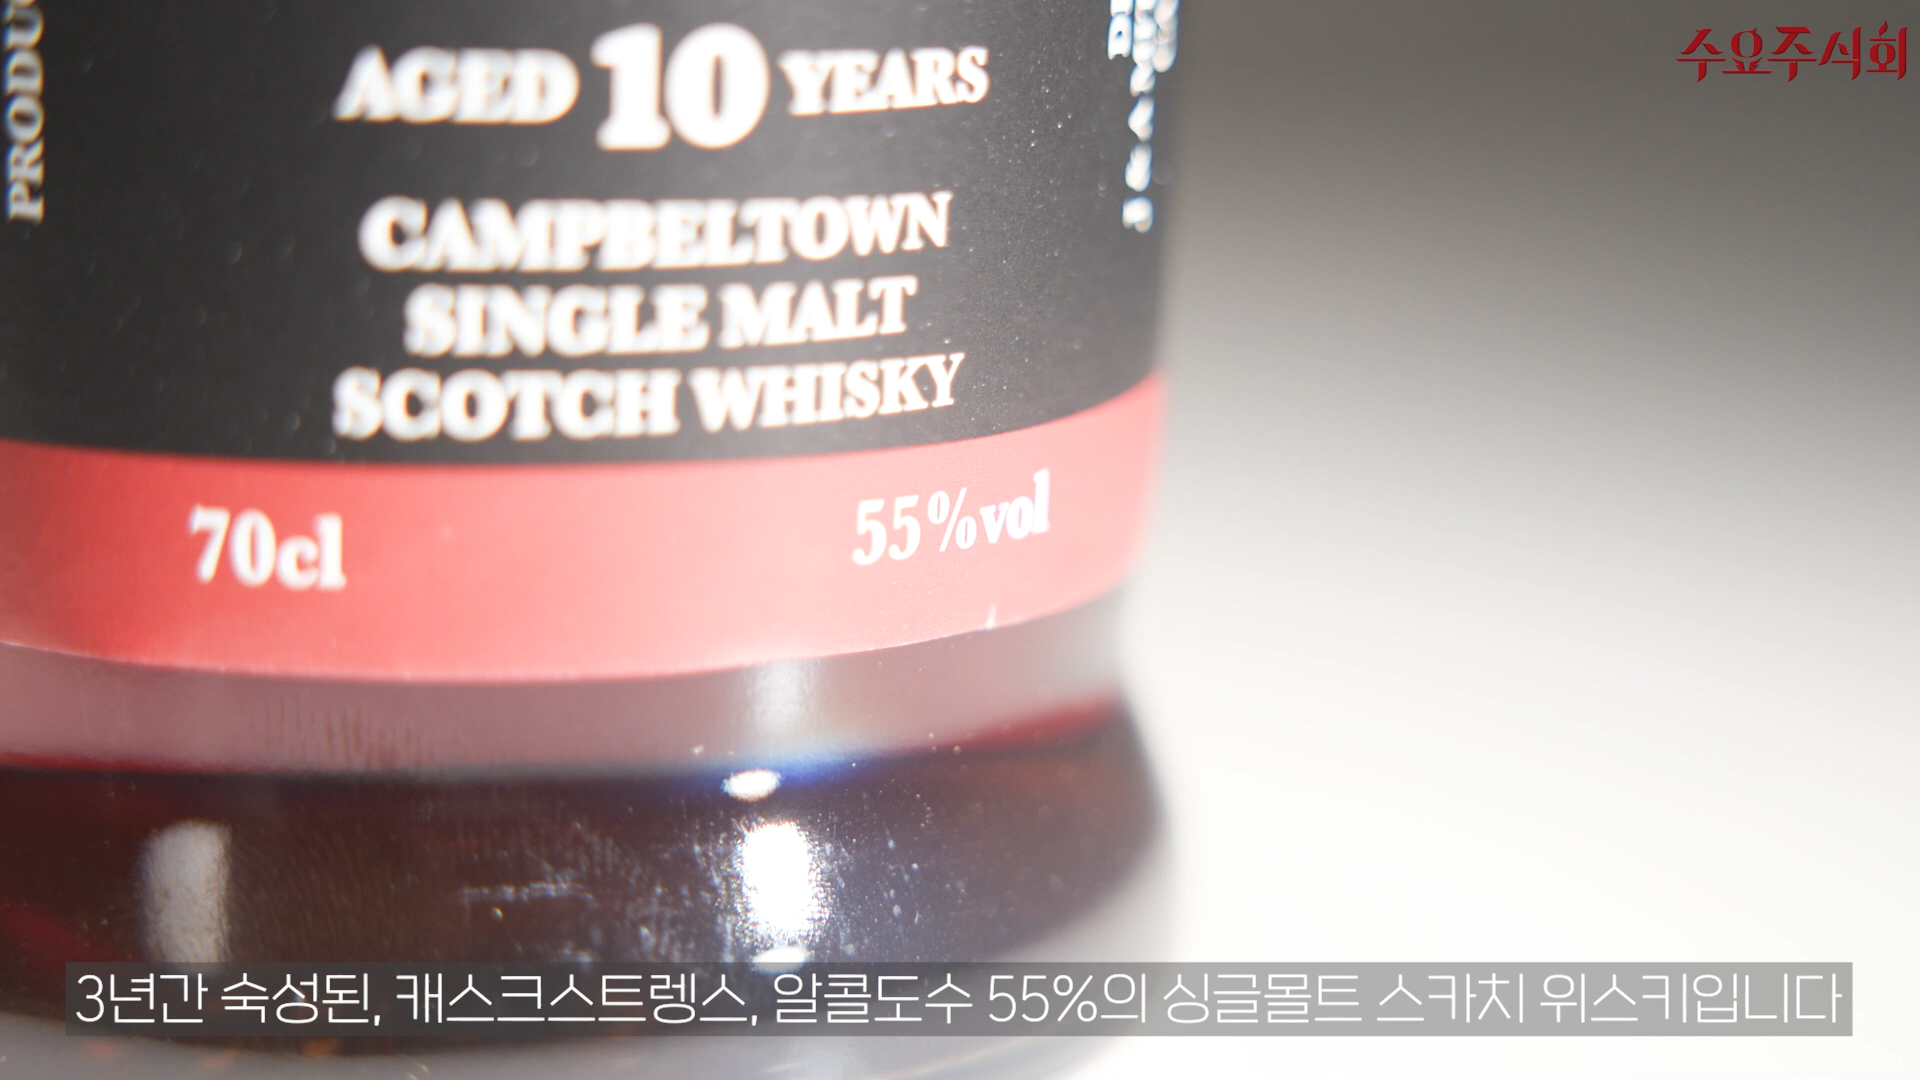 수요주식회
PRODU
AGED 10 YEARS
CAMPBELTOWN
SINGLE MALT
SCOTCH WHISKY
70cl
55%vol
3년간 숙성된, 캐스크스트렝스, 알콜도수 55%의 싱글몰트 스카치 위스키입니다